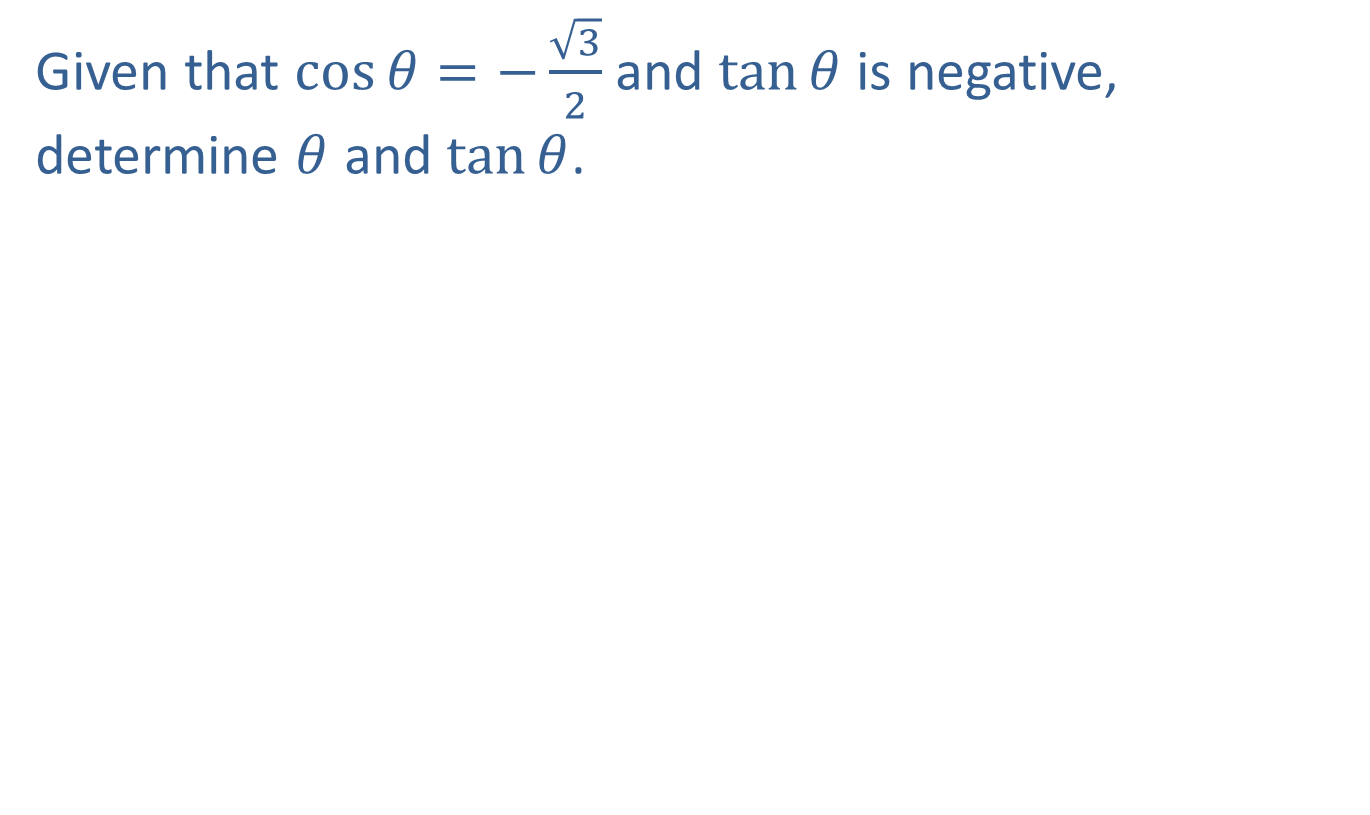 Given that cos θ = −√3/2 and tan θ is negative,
determine θ and tan θ.